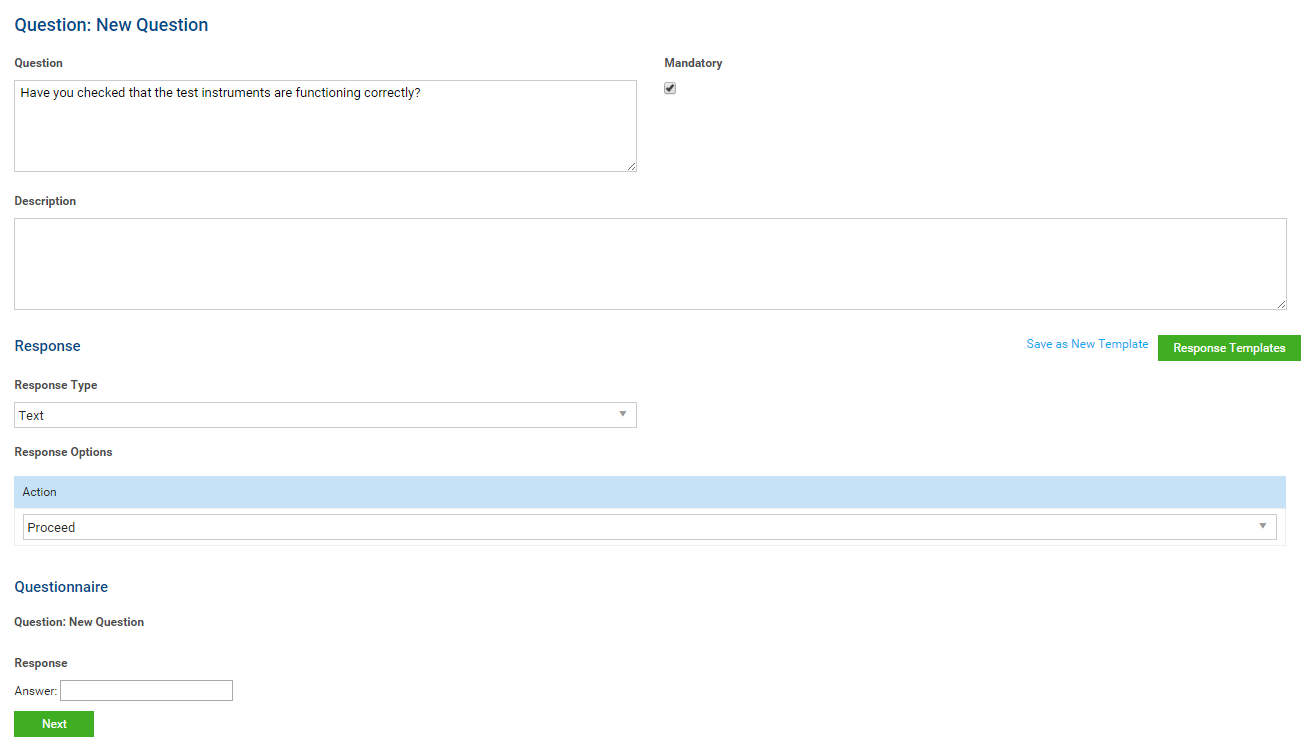 Question: New Question
Question
Mandatory
Have you checked that the test instruments are functioning correctly?
Description
Response
Save as New Template
Response Templates
Response Type
Text
Response Options
Action
Proceed
Questionnaire
Question: New Question
Response
Answer:
Next